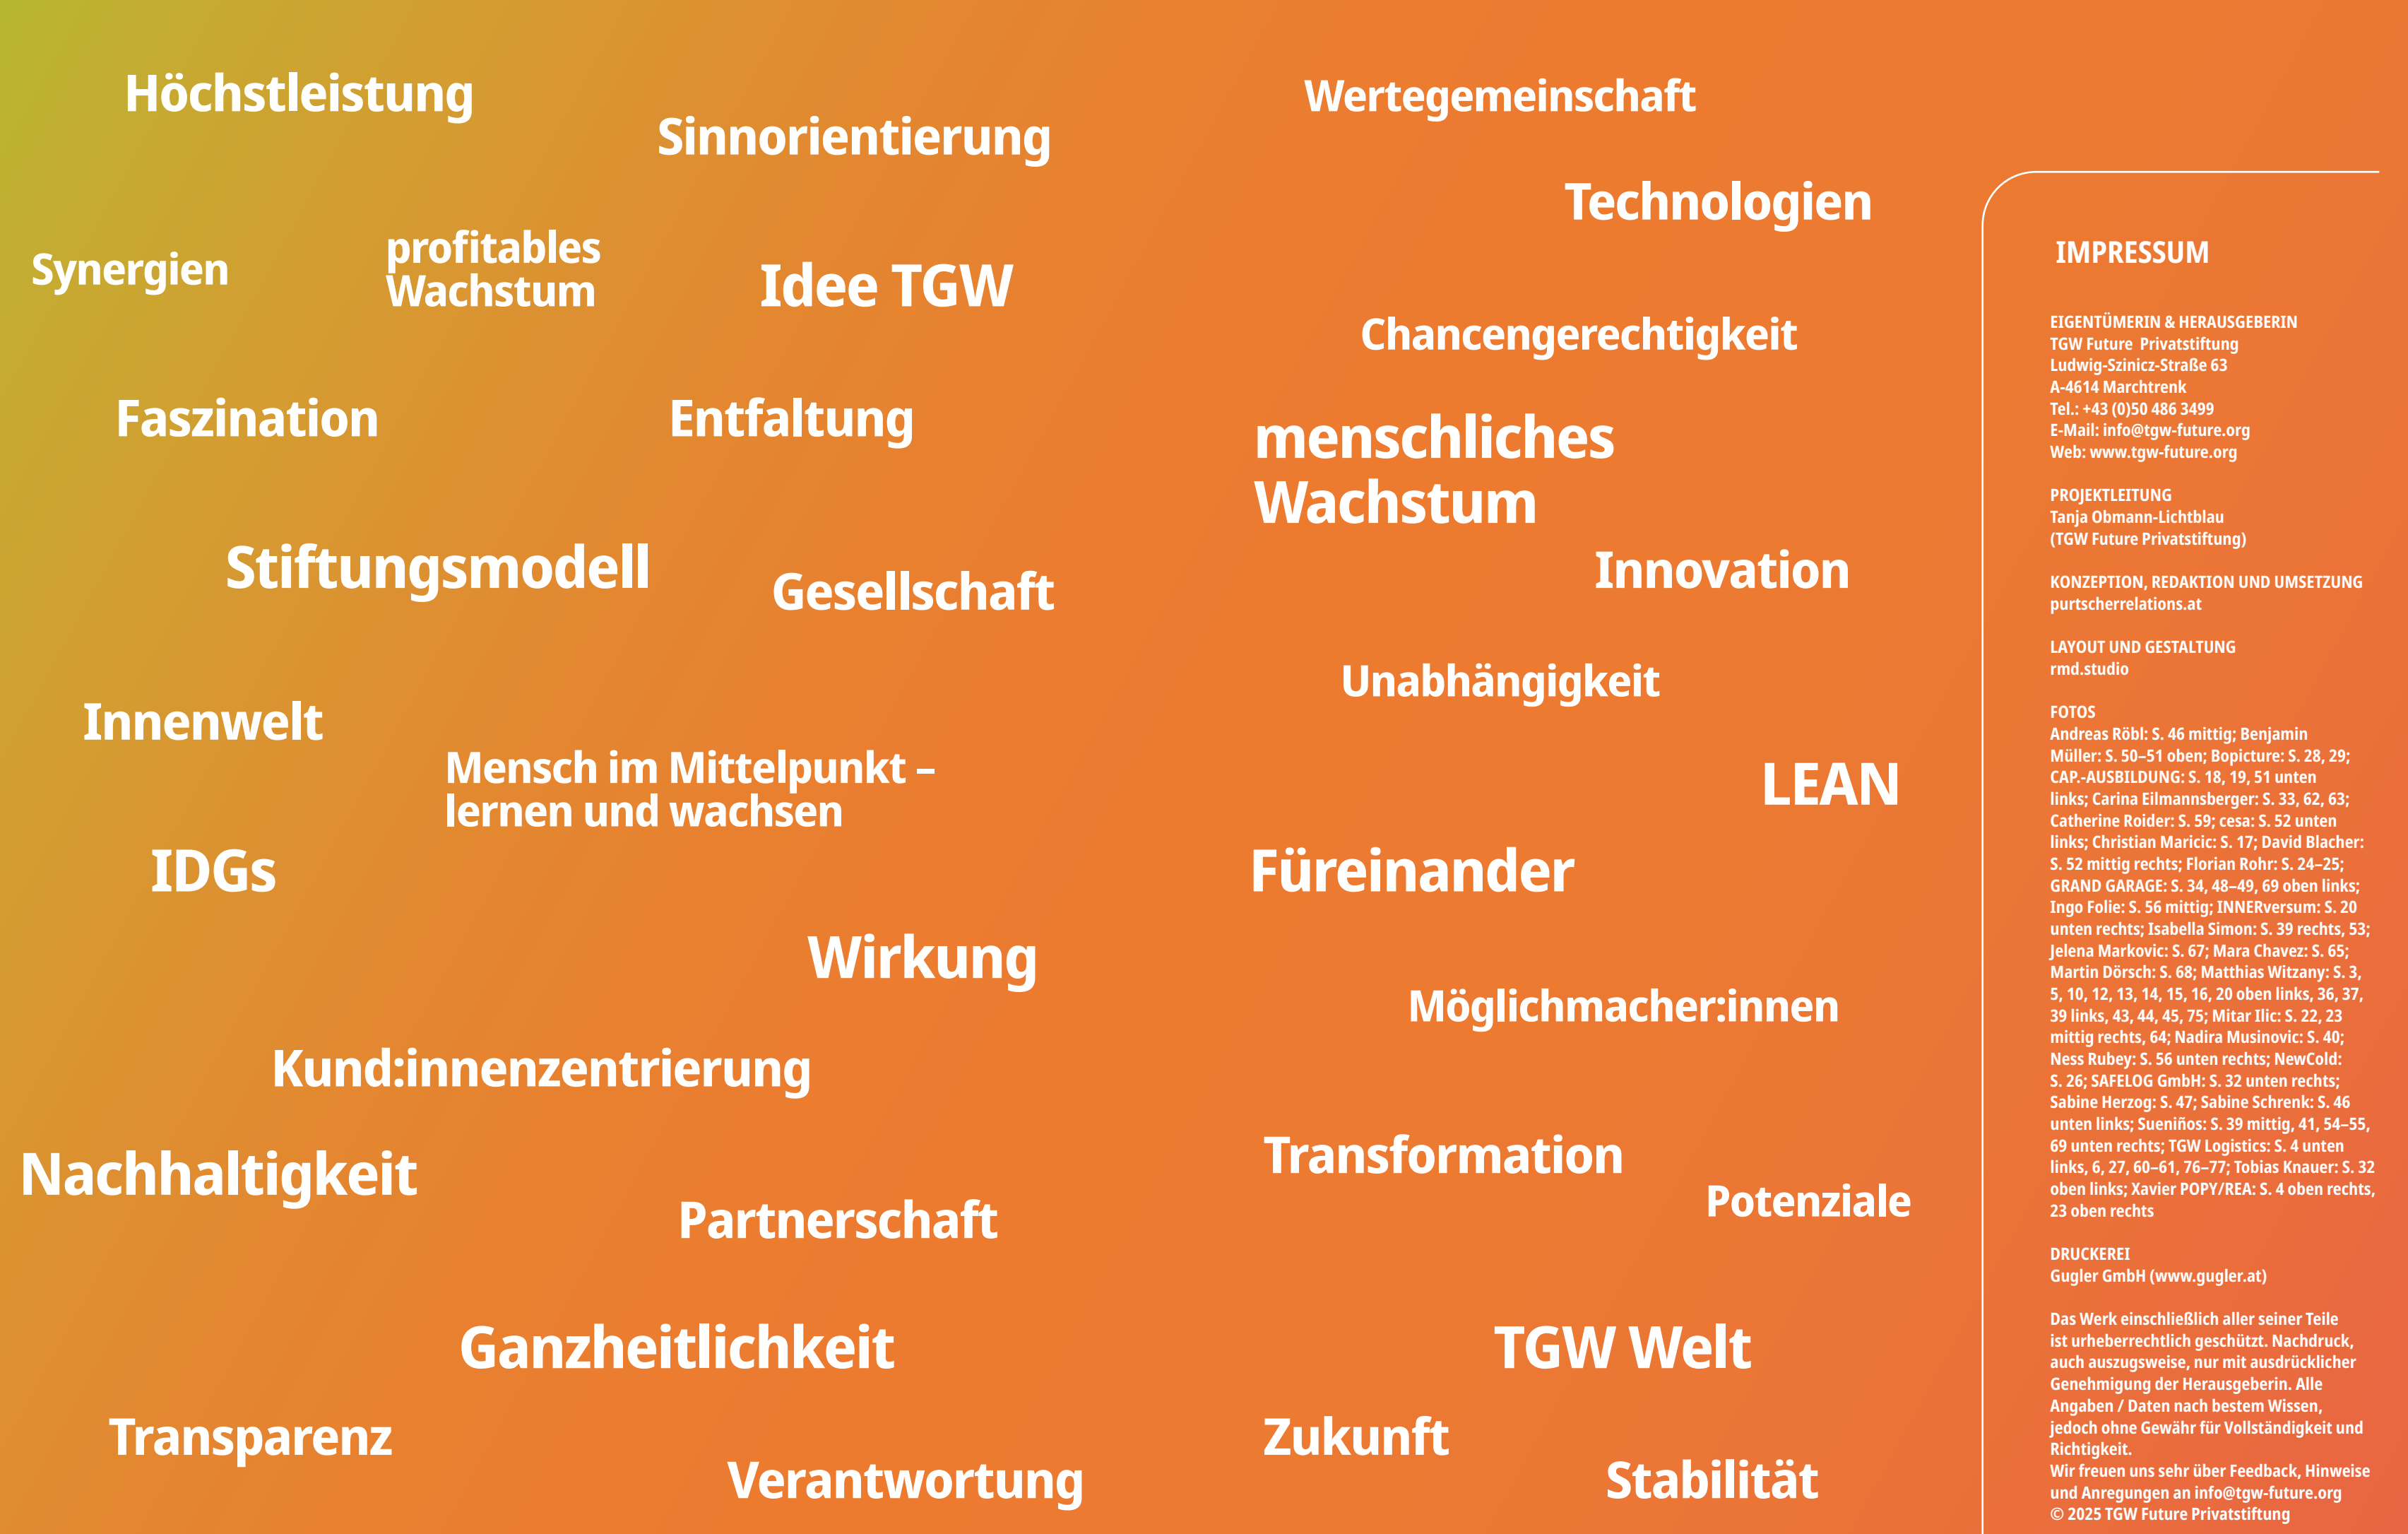 Höchstleistung
Sinnorientierung
Synergien
profitables
Wachstum
Idee TGW
Faszination
Entfaltung
Stiftungsmodell
Gesellschaft
Innenwelt
Mensch im Mittelpunkt –
lernen und wachsen
IDGs
Wirkung
Kund:innenzentrierung
Nachhaltigkeit
Partnerschaft
Ganzheitlichkeit
Transparenz
Verantwortung
Wertegemeinschaft
Technologien
Chancengerechtigkeit
menschliches
Wachstum
Innovation
Unabhängigkeit
LEAN
Füreinander
Möglichmacher:innen
Transformation
Potenziale
TGW Welt
Zukunft
Stabilität
IMPRESSUM
EIGENTÜMERIN & HERAUSGEBERIN
TGW Future Privatstiftung
Ludwig-Szinicz-Straße 63
A-4614 Marchtrenk
Tel.: +43 (0)50 486 3499
E-Mail: info@tgw-future.org
Web: www.tgw-future.org
PROJEKTLEITUNG
Tanja Obmann-Lichtblau
(TGW Future Privatstiftung)
KONZEPTION, REDAKTION UND UMSETZUNG
purtscherrelations.at
LAYOUT UND GESTALTUNG
rmd.studio
FOTOS
Andreas Röbl: S. 46 mittig; Benjamin
Müller: S. 50–51 oben; Bopicture: S. 28, 29;
CAP.-AUSBILDUNG: S. 18, 19, 51 unten
links; Carina Eilmannsberger: S. 33, 62, 63;
Catherine Roider: S. 59; cesa: S. 52 unten
links; Christian Maricic: S. 17; David Blacher:
S. 52 mittig rechts; Florian Rohr: S. 24–25;
GRAND GARAGE: S. 34, 48–49, 69 oben links;
Ingo Folie: S. 56 mittig; INNERversum: S. 20
unten rechts; Isabella Simon: S. 39 rechts, 53;
Jelena Markovic: S. 67; Mara Chavez: S. 65;
Martin Dörsch: S. 68; Matthias Witzany: S. 3,
5, 10, 12, 13, 14, 15, 16, 20 oben links, 36, 37,
39 links, 43, 44, 45, 75; Mitar Ilic: S. 22, 23
mittig rechts, 64; Nadira Musinovic: S. 40;
Ness Rubey: S. 56 unten rechts; NewCold:
S. 26; SAFELOG GmbH: S. 32 unten rechts;
Sabine Herzog: S. 47; Sabine Schrenk: S. 46
unten links; Sueniños: S. 39 mittig, 41, 54–55,
69 unten rechts; TGW Logistics: S. 4 unten
links, 6, 27, 60–61, 76–77; Tobias Knauer: S. 32
oben links; Xavier POPY/REA: S. 4 oben rechts,
23 oben rechts
DRUCKEREI
Gugler GmbH (www.gugler.at)
Das Werk einschließlich aller seiner Teile
ist urheberrechtlich geschützt. Nachdruck,
auch auszugsweise, nur mit ausdrücklicher
Genehmigung der Herausgeberin. Alle
Angaben / Daten nach bestem Wissen,
jedoch ohne Gewähr für Vollständigkeit und
Richtigkeit.
Wir freuen uns sehr über Feedback, Hinweise
und Anregungen an info@tgw-future.org
© 2025 TGW Future Privatstiftung